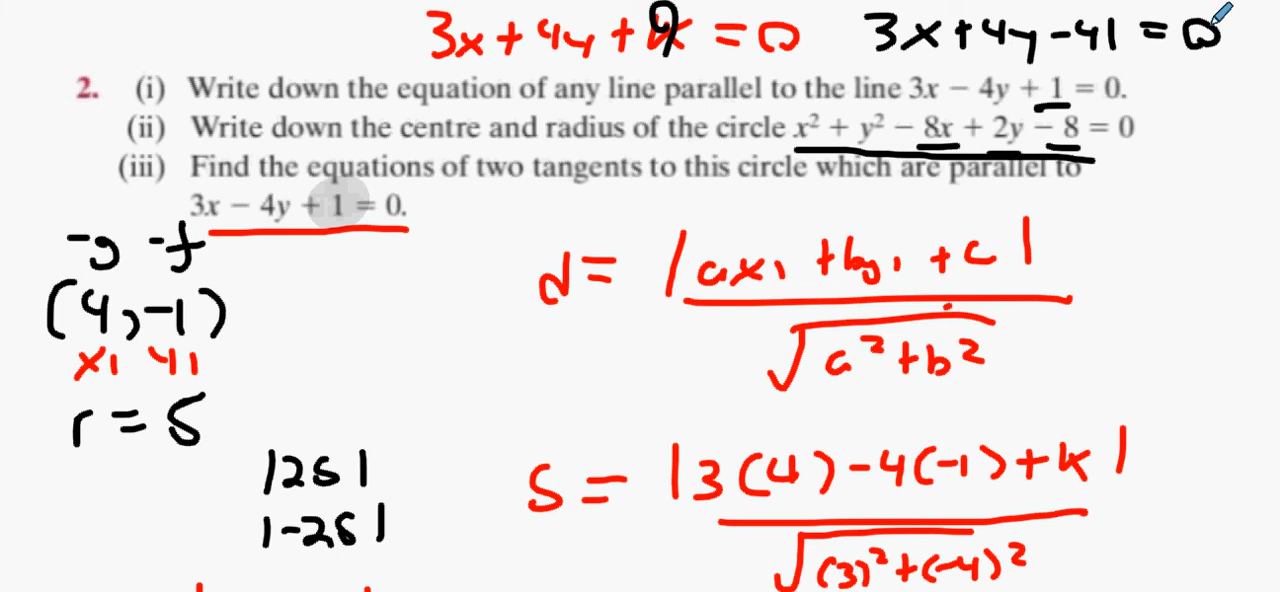 3x + 4y + 9 = 0 3x + 4y - 41 = 0
2. (i) Write down the equation of any line parallel to the line 3x − 4y + 1 = 0.
(ii) Write down the centre and radius of the circle x² + y² − 8x + 2y − 8 = 0
(iii) Find the equations of two tangents to this circle which are parallel to
3x − 4y + 1 = 0.
-g -f
(4, -1)
x1 y1
r = 5
|25|
|-25|
d = |ax1 + by1 + c|
√a² + b²
5 = |3(4) - 4(-1) + k|
√(3)² + (-4)²